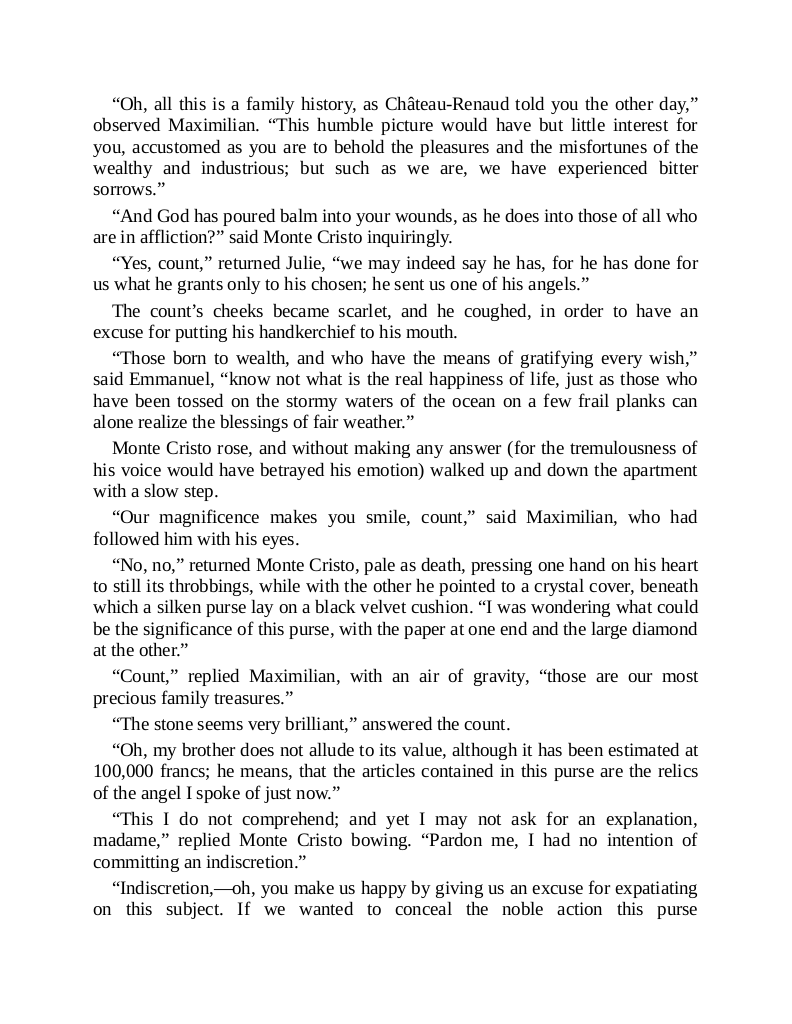 “Oh, all this is a family history, as Château-Renaud told you the other day,”
observed Maximilian. “This humble picture would have but little interest for
you, accustomed as you are to behold the pleasures and the misfortunes of the
wealthy and industrious; but such as we are, we have experienced bitter
sorrows.”
“And God has poured balm into your wounds, as he does into those of all who
are in affliction?” said Monte Cristo inquiringly.
“Yes, count,” returned Julie, “we may indeed say he has, for he has done for
us what he grants only to his chosen; he sent us one of his angels.”
The count’s cheeks became scarlet, and he coughed, in order to have an
excuse for putting his handkerchief to his mouth.
“Those born to wealth, and who have the means of gratifying every wish,”
said Emmanuel, “know not what is the real happiness of life, just as those who
have been tossed on the stormy waters of the ocean on a few frail planks can
alone realize the blessings of fair weather.”
Monte Cristo rose, and without making any answer (for the tremulousness of
his voice would have betrayed his emotion) walked up and down the apartment
with a slow step.
“Our magnificence makes you smile, count,” said Maximilian, who had
followed him with his eyes.
“No, no,” returned Monte Cristo, pale as death, pressing one hand on his heart
to still its throbbings, while with the other he pointed to a crystal cover, beneath
which a silken purse lay on a black velvet cushion. “I was wondering what could
be the significance of this purse, with the paper at one end and the large diamond
at the other.”
“Count,” replied Maximilian, with an air of gravity, “those are our most
precious family treasures.”
“The stone seems very brilliant,” answered the count.
“Oh, my brother does not allude to its value, although it has been estimated at
100,000 francs; he means, that the articles contained in this purse are the relics
of the angel I spoke of just now.”
“This I do not comprehend; and yet I may not ask for an explanation,
madame,” replied Monte Cristo bowing. “Pardon me, I had no intention of
committing an indiscretion.”
“Indiscretion,—oh, you make us happy by giving us an excuse for expatiating
on this subject. If we wanted to conceal the noble action this purse